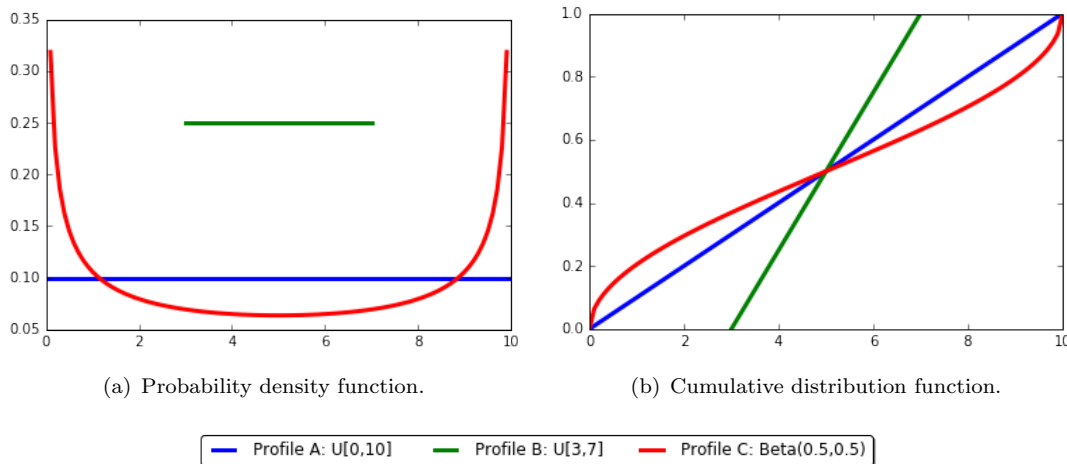 0.35
0.30
0.25
0.20
0.15
0.10
0.05
0 2 4 6 8 10
(a) Probability density function.
1.0
0.8
0.6
0.4
0.2
0.0
0 2 4 6 8 10
(b) Cumulative distribution function.
Profile A: U[0,10] Profile B: U[3,7] Profile C: Beta(0.5,0.5)